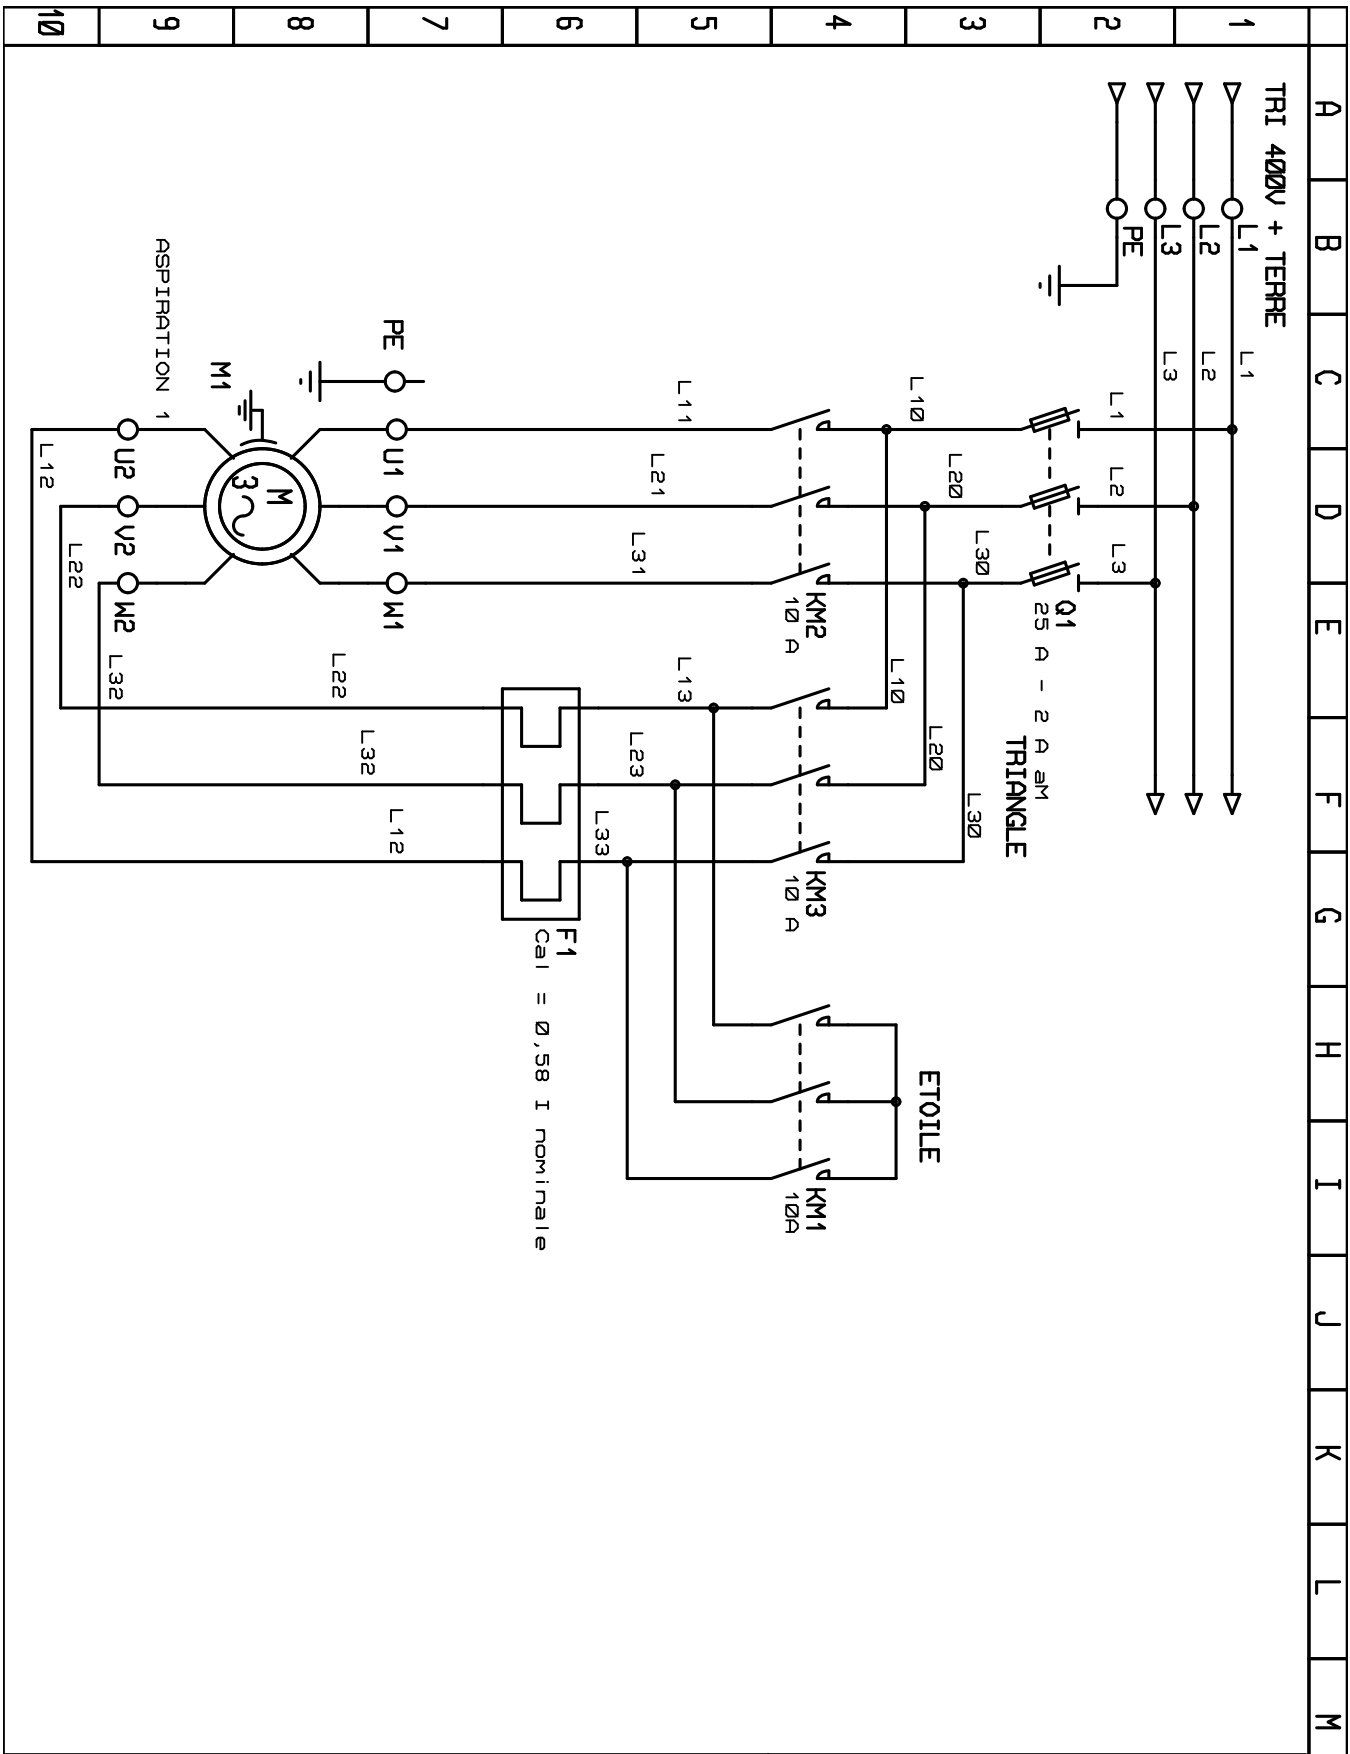 A B C D E F G H I J K L M
1
2
3
4
5
6
7
8
9
10
TRI 400V + TERRE
L1
L2
L3
PE
L1
L2
L3
L1
L2
L3
Q1
25 A - 2 A aM
TRIANGLE
L10
L20
L30
L10
L20
L30
ETOILE
KM2
10 A
KM3
10 A
KM1
10A
L11
L21
L31
L13
L23
L33
F1
Cal = 0,58 I nominale
PE
U1
V1
W1
L22
L32
L12
M1
M
3
ASPIRATION 1
U2
V2
W2
L12
L22
L32